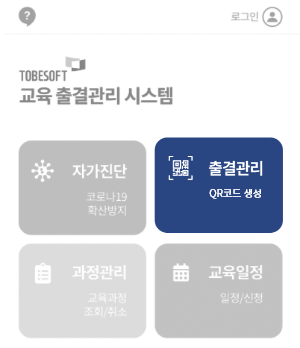 ?
로그인
TOBESOFT
교육 출결관리 시스템
자가진단
코로나19
확산방지
출결관리
QR코드 생성
과정관리
교육과정
조회/취소
교육일정
일정/신청